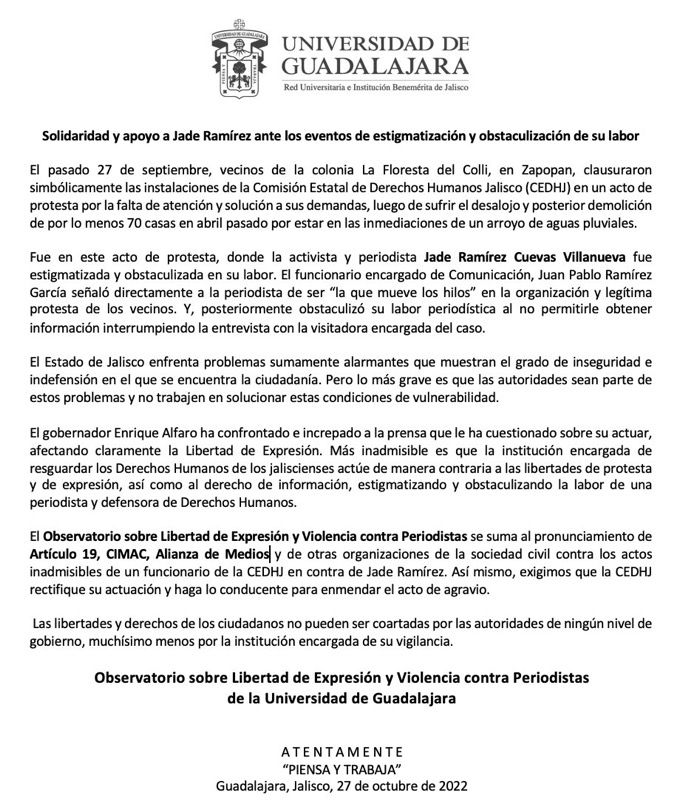 UNIVERSIDAD DE
GUADALAJARA
Red Universitaria e Institución Benemérita de Jalisco
Solidaridad y apoyo a Jade Ramírez ante los eventos de estigmatización y obstaculización de su labor
El pasado 27 de septiembre, vecinos de la colonia La Floresta del Colli, en Zapopan, clausuraron
simbólicamente las instalaciones de la Comisión Estatal de Derechos Humanos Jalisco (CEDHJ) en un acto de
protesta por la falta de atención y solución a sus demandas, luego de sufrir el desalojo y posterior demolición
de por lo menos 70 casas en abril pasado por estar en las inmediaciones de un arroyo de aguas pluviales.
Fue en este acto de protesta, donde la activista y periodista Jade Ramírez Cuevas Villanueva fue
estigmatizada y obstaculizada en su labor. El funcionario encargado de Comunicación, Juan Pablo Ramírez
García señaló directamente a la periodista de ser “la que mueve los hilos” en la organización y legítima
protesta de los vecinos. Y, posteriormente obstaculizó su labor periodística al no permitirle obtener
información interrumpiendo la entrevista con la visitadora encargada del caso.
El Estado de Jalisco enfrenta problemas sumamente alarmantes que muestran el grado de inseguridad e
indefensión en el que se encuentra la ciudadanía. Pero lo más grave es que las autoridades sean parte de
estos problemas y no trabajen en solucionar estas condiciones de vulnerabilidad.
El gobernador Enrique Alfaro ha confrontado e increpado a la prensa que le ha cuestionado sobre su actuar,
afectando claramente la Libertad de Expresión. Más inadmisible es que la institución encargada de
resguardar los Derechos Humanos de los jaliscienses actúe de manera contraria a las libertades de protesta
y de expresión, así como al derecho de información, estigmatizando y obstaculizando la labor de una
periodista y defensora de Derechos Humanos.
El Observatorio sobre Libertad de Expresión y Violencia contra Periodistas se suma al pronunciamiento de
Artículo 19, CIMAC, Alianza de Medios y de otras organizaciones de la sociedad civil contra los actos
inadmisibles de un funcionario de la CEDHJ en contra de Jade Ramírez. Así mismo, exigimos que la CEDHJ
rectifique su actuación y haga lo conducente para enmendar el acto de agravio.
Las libertades y derechos de los ciudadanos no pueden ser coartadas por las autoridades de ningún nivel de
gobierno, muchísimo menos por la institución encargada de su vigilancia.
Observatorio sobre Libertad de Expresión y Violencia contra Periodistas
de la Universidad de Guadalajara
A T E N T A M E N T E
“PIENSA Y TRABAJA”
Guadalajara, Jalisco, 27 de octubre de 2022